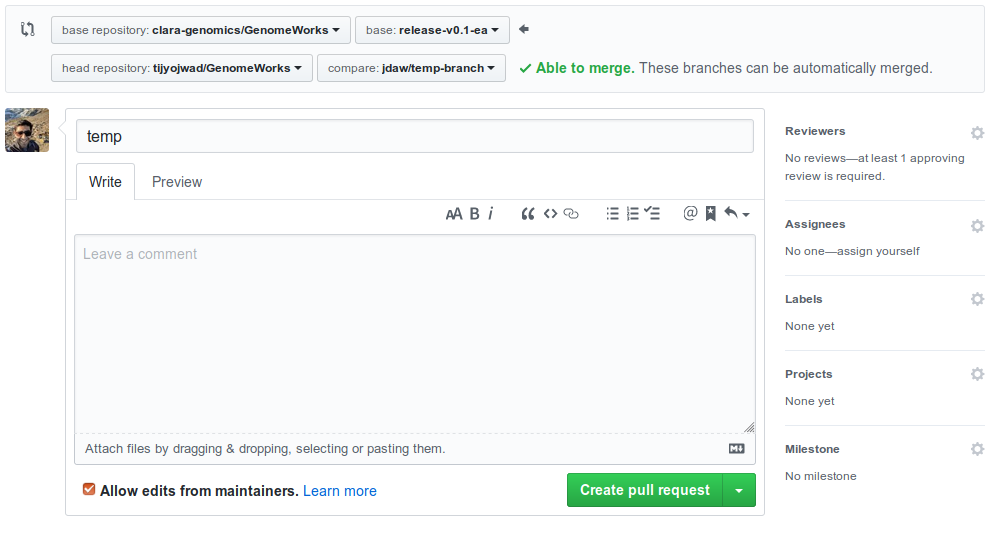 base repository: clara-genomics/GenomeWorks base: release-v0.1-ea
head repository: tijyojwad/GenomeWorks compare: jdaw/temp-branch Able to merge. These branches can be automatically merged.
temp
Write Preview
AA B i
Leave a comment
Attach files by dragging & dropping, selecting or pasting them.
Allow edits from maintainers. Learn more
Create pull request
Reviewers
No reviews—at least 1 approving
review is required.
Assignees
No one—assign yourself
Labels
None yet
Projects
None yet
Milestone
No milestone